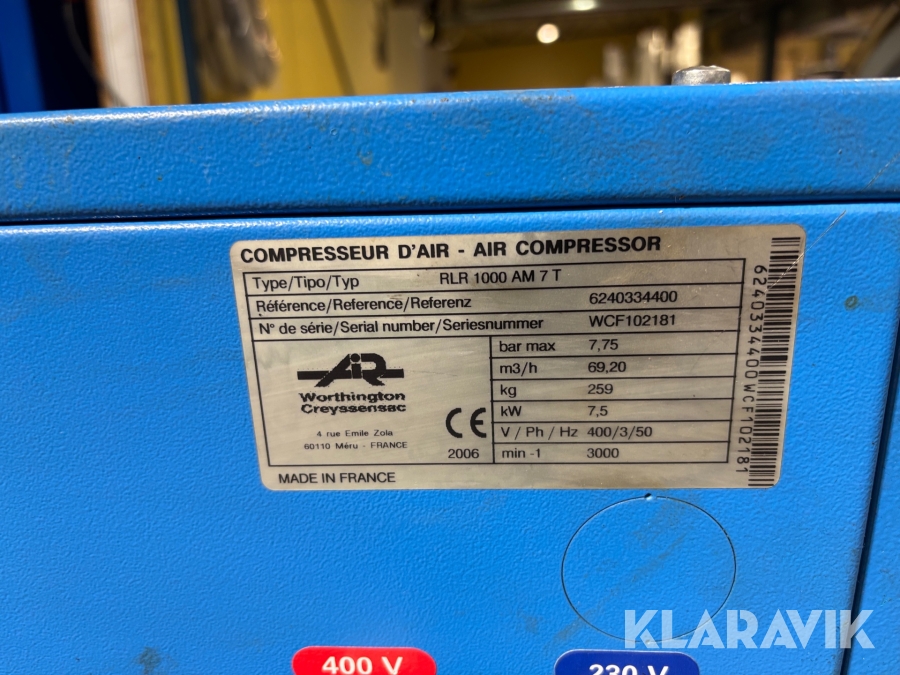 COMPRESSEUR D'AIR - AIR COMPRESSOR
Type/Tipo/Typ RLR 1000 AM 7 T
Référence/Reference/Referenz 6240334400
N° de série/Serial number/Seriesnummer WCF102181
AIR
Worthington
Creyssensac
4 rue Emile Zola
60110 Méru - FRANCE
CE
2006
bar max 7,75
m3/h 69,20
kg 259
kW 7,5
V / Ph / Hz 400/3/50
min -1 3000
MADE IN FRANCE
6240334400WCF102181
400 V
230 V
KLARAVIK